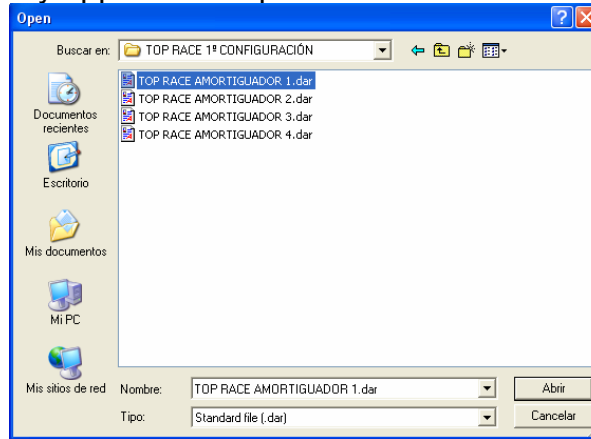 Open
Buscar en:
TOP RACE 1ª CONFIGURACIÓN
TOP RACE AMORTIGUADOR 1.dar
TOP RACE AMORTIGUADOR 2.dar
TOP RACE AMORTIGUADOR 3.dar
TOP RACE AMORTIGUADOR 4.dar
Documentos
recientes
Escritorio
Mis documentos
Mi PC
Mis sitios de red
Nombre:
TOP RACE AMORTIGUADOR 1.dar
Abrir
Tipo:
Standard file (.dar)
Cancelar